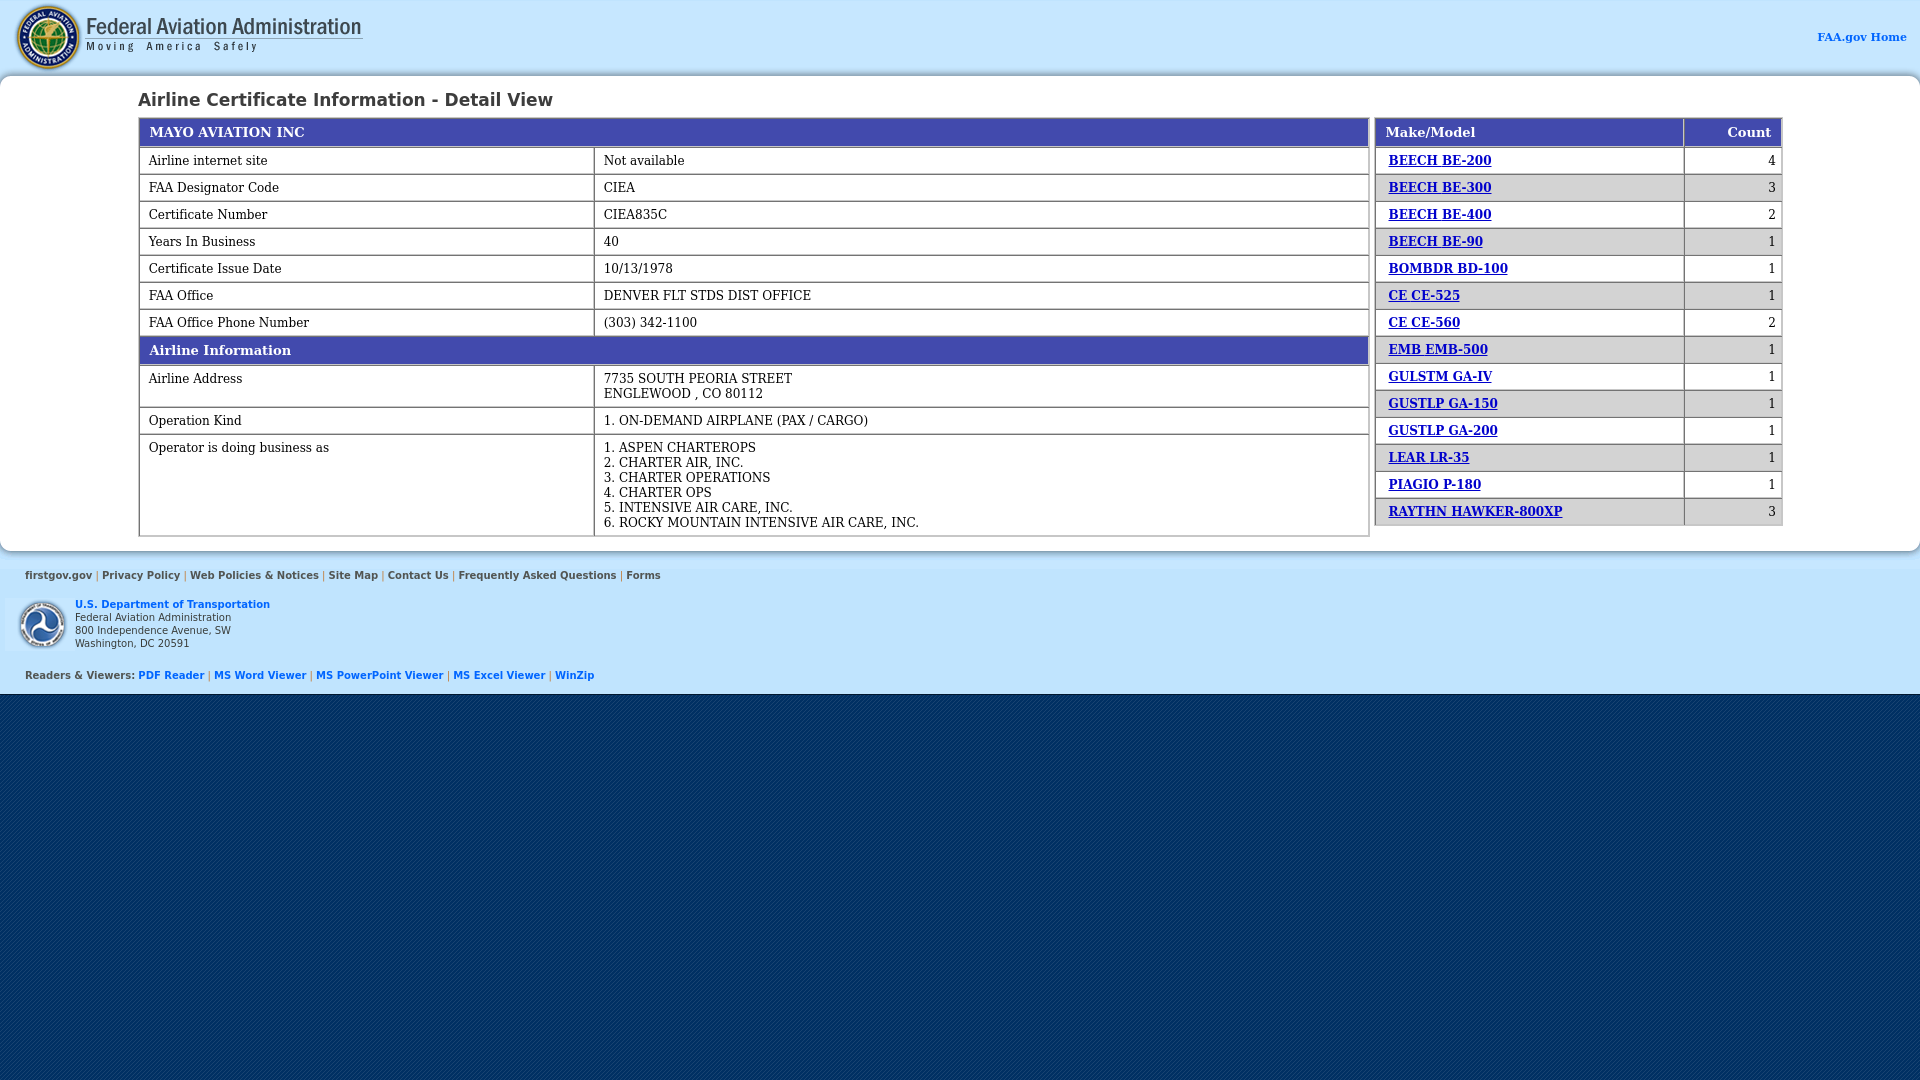 Federal Aviation Administration
Moving America Safely
FAA.gov Home
Airline Certificate Information - Detail View
MAYO AVIATION INC
Airline internet site Not available
FAA Designator Code CIEA
Certificate Number CIEA835C
Years In Business 40
Certificate Issue Date 10/13/1978
FAA Office DENVER FLT STDS DIST OFFICE
FAA Office Phone Number (303) 342-1100
Airline Information
Airline Address 7735 SOUTH PEORIA STREET
ENGLEWOOD , CO 80112
Operation Kind 1. ON-DEMAND AIRPLANE (PAX / CARGO)
Operator is doing business as 1. ASPEN CHARTEROPS
2. CHARTER AIR, INC.
3. CHARTER OPERATIONS
4. CHARTER OPS
5. INTENSIVE AIR CARE, INC.
6. ROCKY MOUNTAIN INTENSIVE AIR CARE, INC.
Make/Model Count
BEECH BE-200 4
BEECH BE-300 3
BEECH BE-400 2
BEECH BE-90 1
BOMBDR BD-100 1
CE CE-525 1
CE CE-560 2
EMB EMB-500 1
GULSTM GA-IV 1
GUSTLP GA-150 1
GUSTLP GA-200 1
LEAR LR-35 1
PIAGIO P-180 1
RAYTHN HAWKER-800XP 3
firstgov.gov | Privacy Policy | Web Policies & Notices | Site Map | Contact Us | Frequently Asked Questions | Forms
U.S. Department of Transportation
Federal Aviation Administration
800 Independence Avenue, SW
Washington, DC 20591
Readers & Viewers: PDF Reader | MS Word Viewer | MS PowerPoint Viewer | MS Excel Viewer | WinZip